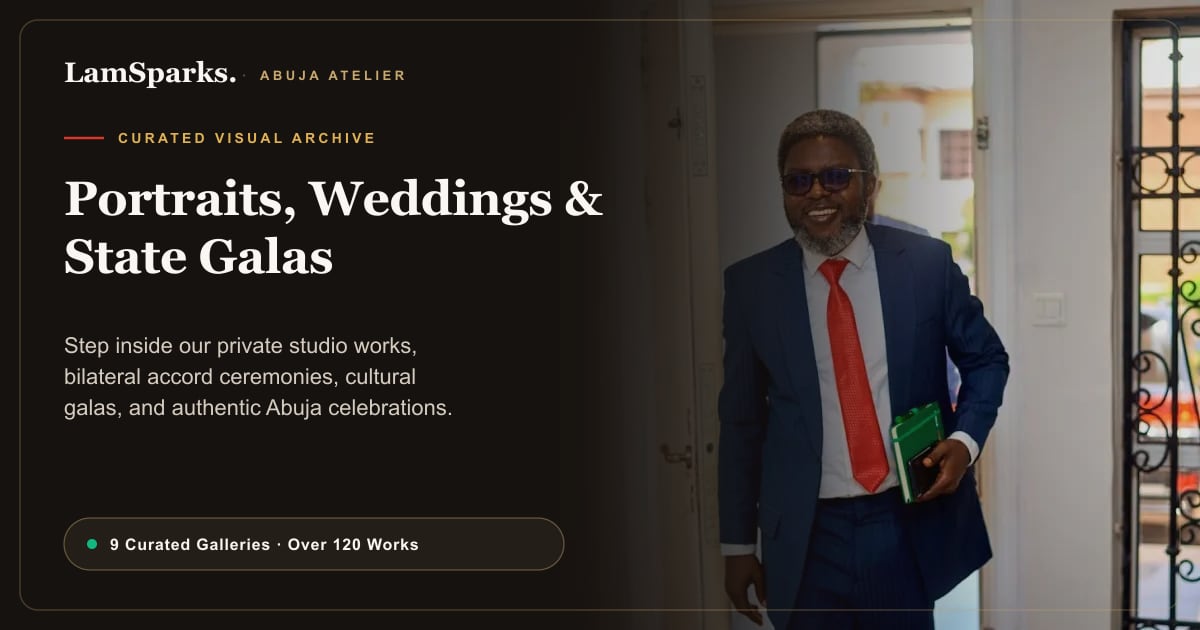 LamSparks. · ABUJA ATELIER
CURATED VISUAL ARCHIVE
Portraits, Weddings &
State Galas
Step inside our private studio works,
bilateral accord ceremonies, cultural
galas, and authentic Abuja celebrations.
9 Curated Galleries · Over 120 Works